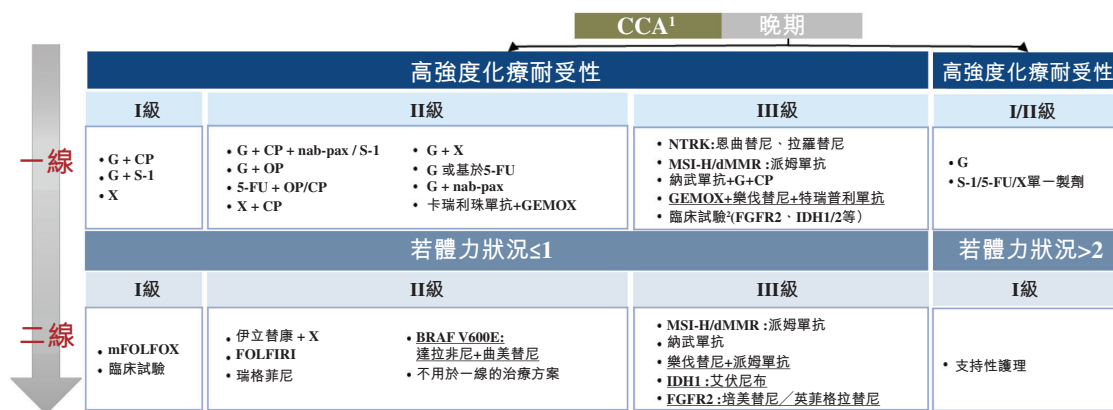 CCA¹ 晚期
高強度化療耐受性
高強度化療耐受性
I級
II級
III級
I/II級
一線
• G + CP
• G + S-1
• X
• G + CP + nab-pax / S-1
• G + OP
• 5-FU + OP/CP
• X + CP
• G + X
• G 或基於5-FU
• G + nab-pax
• 卡瑞利珠單抗+GEMOX
• NTRK:恩曲替尼、拉羅替尼
• MSI-H/dMMR :派姆單抗
• 納武單抗+G+CP
• GEMOX+樂伐替尼+特瑞普利單抗
• 臨床試驗²(FGFR2、IDH1/2等)
• G
• S-1/5-FU/X單一製劑
若體力狀況≤1
若體力狀況>2
I級
II級
III級
I級
二線
• mFOLFOX
• 臨床試驗
• 伊立替康 + X
• FOLFIRI
• 瑞格菲尼
• BRAF V600E:
達拉非尼+曲美替尼
• 不用於一線的治療方案
• MSI-H/dMMR :派姆單抗
• 納武單抗
• 樂伐替尼+派姆單抗
• IDH1 :艾伏尼布
• FGFR2 :培美替尼／英菲格拉替尼
• 支持性護理